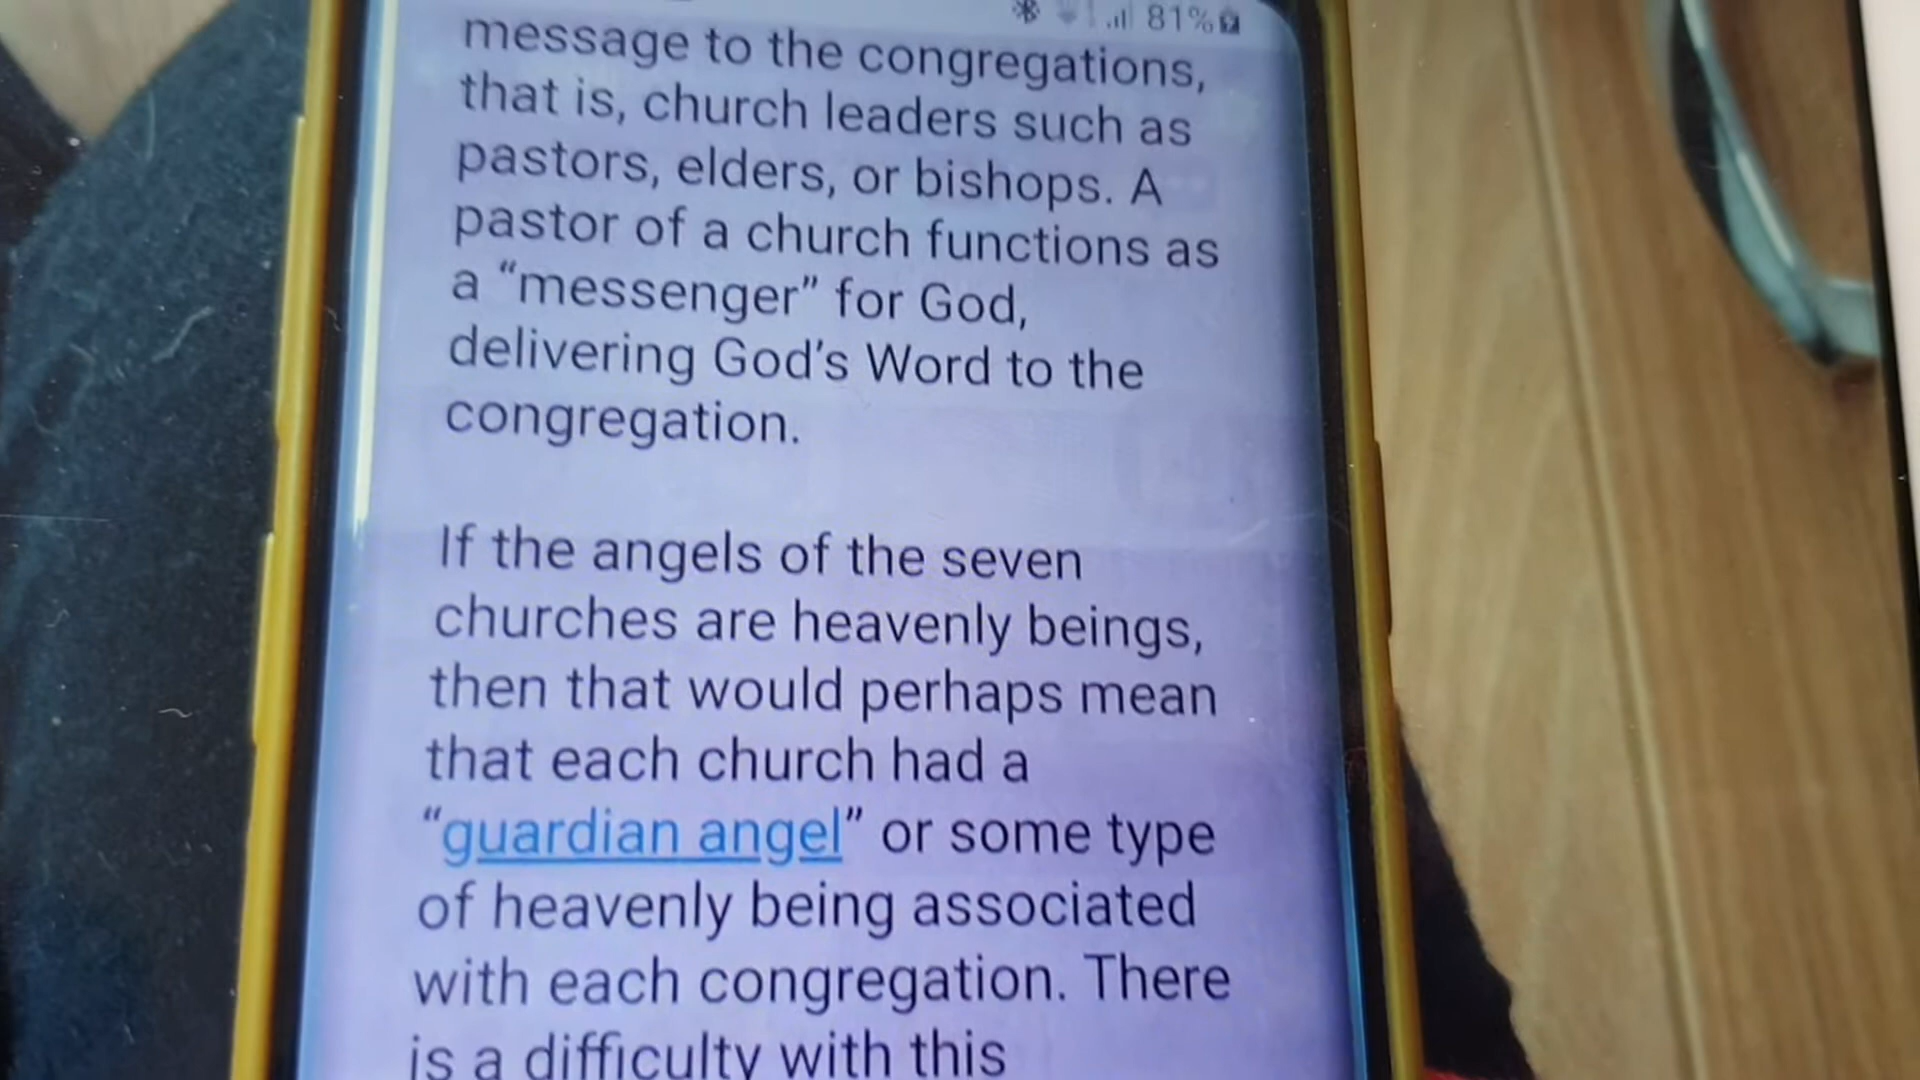 81%
message to the congregations,
that is, church leaders such as
pastors, elders, or bishops. A
pastor of a church functions as
a “messenger” for God,
delivering God’s Word to the
congregation.
If the angels of the seven
churches are heavenly beings,
then that would perhaps mean
that each church had a
“guardian angel” or some type
of heavenly being associated
with each congregation. There
is a difficulty with this